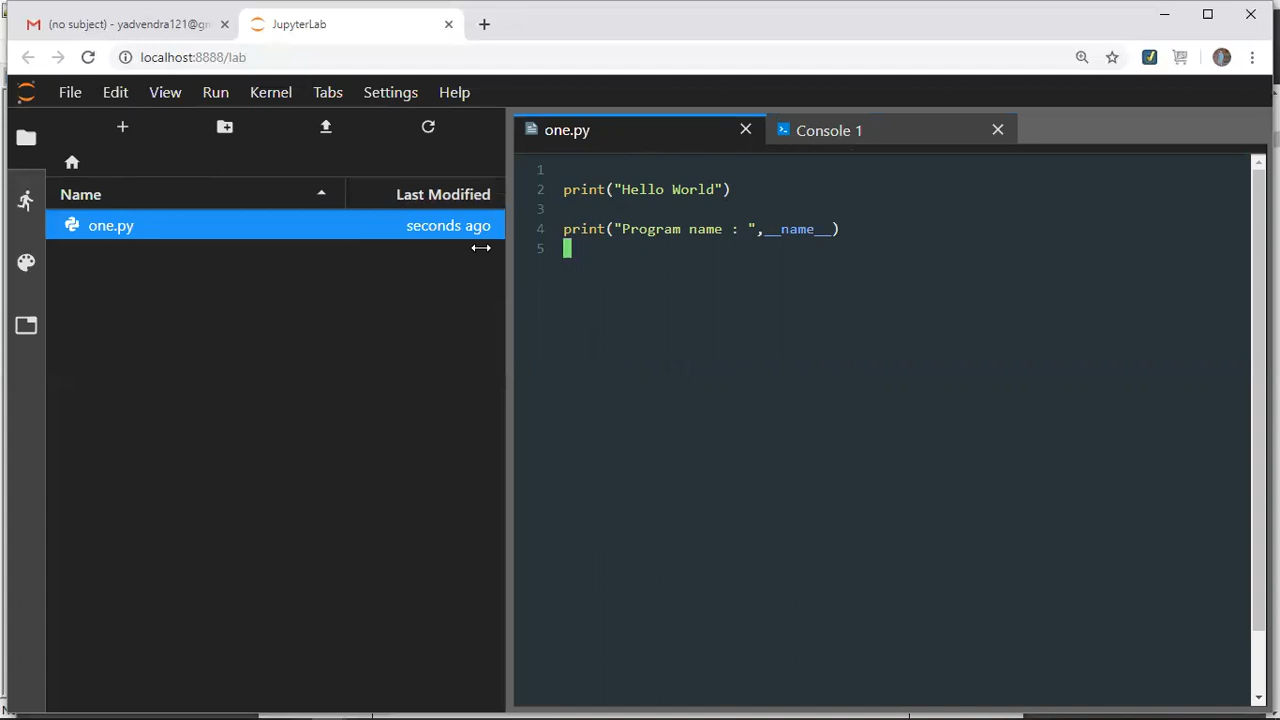 (no subject) - yadvendra121@gm
JupyterLab
localhost:8888/lab
File Edit View Run Kernel Tabs Settings Help
one.py
Console 1
Name Last Modified
one.py seconds ago
1
2 print("Hello World")
3
4 print("Program name : ",__name__)
5